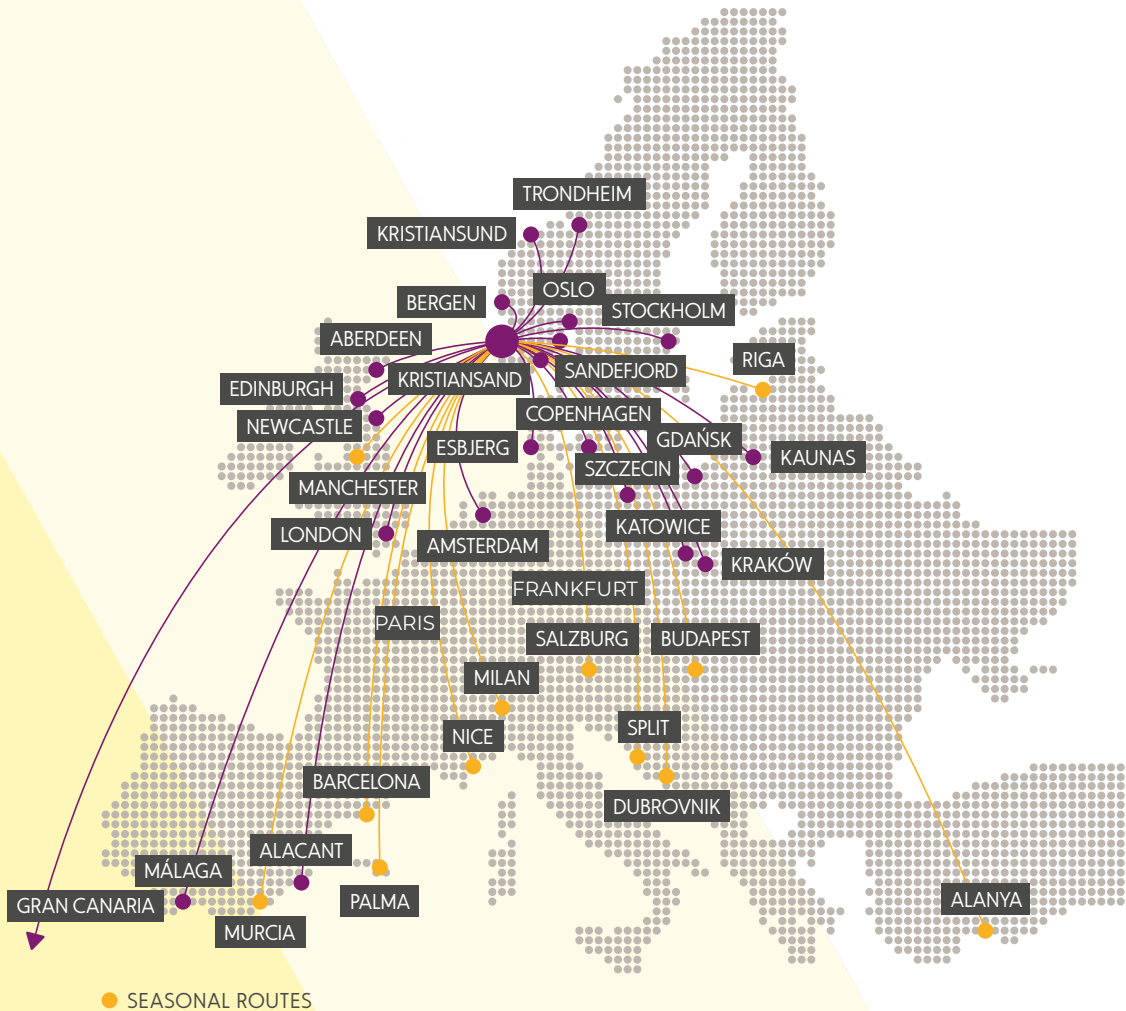 TRONDHEIM
KRISTIANSUND
OSLO
BERGEN
STOCKHOLM
ABERDEEN
RIGA
SANDEFJORD
KRISTIANSAND
EDINBURGH
COPENHAGEN
NEWCASTLE
GDAŃSK
ESBJERG
KAUNAS
SZCZECIN
MANCHESTER
KATOWICE
LONDON
AMSTERDAM
KRAKÓW
FRANKFURT
PARIS
SALZBURG
BUDAPEST
MILAN
SPLIT
NICE
BARCELONA
DUBROVNIK
ALACANT
MÁLAGA
ALANYA
PALMA
GRAN CANARIA
MURCIA
SEASONAL ROUTES